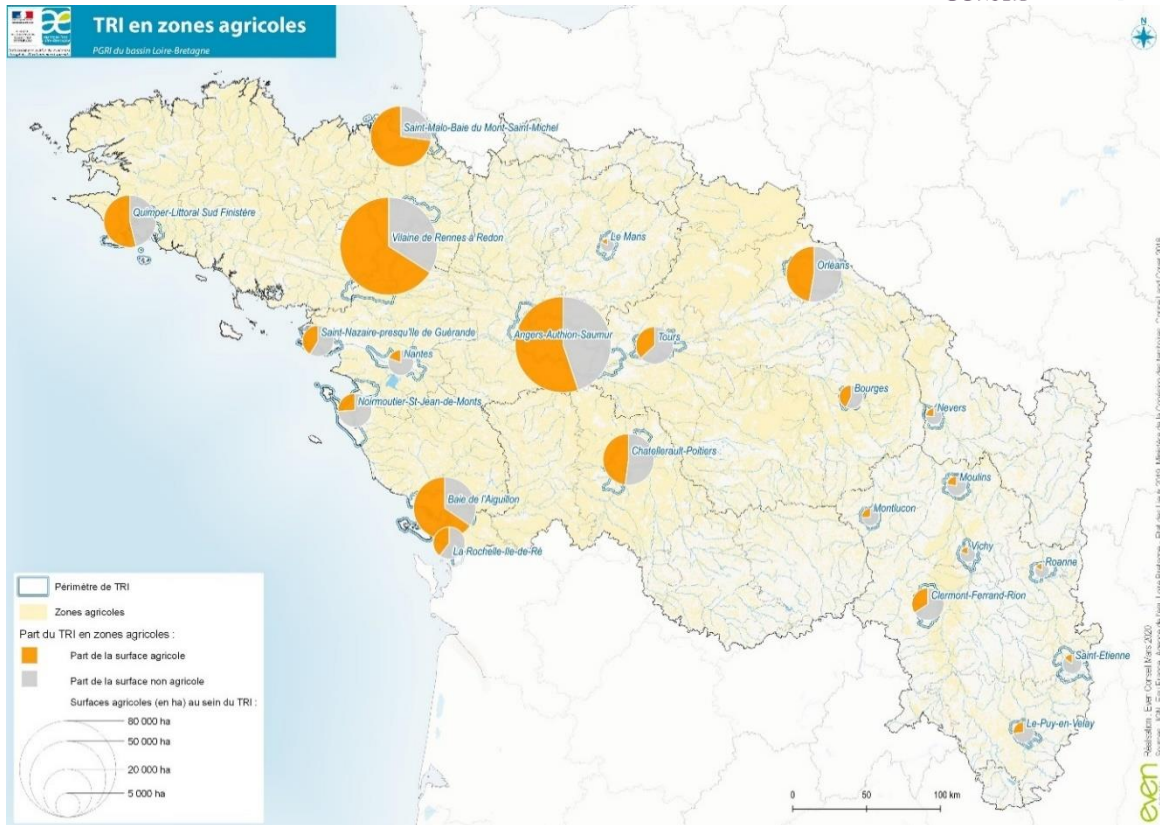 TRI en zones agricoles
PGRI du bassin Loire-Bretagne
Saint-Malo-Baie du Mont-Saint-Michel
Quimper-Littoral Sud Finistère
Vilaine de Rennes à Redon
Le Mans
Orléans
Saint-Nazaire-presqu'île de Guérande
Angers-Authion-Saumur
Tours
Nantes
Bourges
Nevers
Noirmoutier-St-Jean-de-Monts
Chatellerault-Poitiers
Moulins
Baie de l'Aiguillon
Montlucon
La Rochelle-Ile-de-Ré
Vichy
Roanne
Clermont-Ferrand-Riom
Saint-Etienne
Le-Puy-en-Velay
Périmètre de TRI
Zones agricoles
Part du TRI en zones agricoles :
Part de la surface agricole
Part de la surface non agricole
Surfaces agricoles (en ha) au sein du TRI :
80 000 ha
50 000 ha
20 000 ha
5 000 ha
0 50 100 km
even
Réalisation : Even Conseil Mars 2020